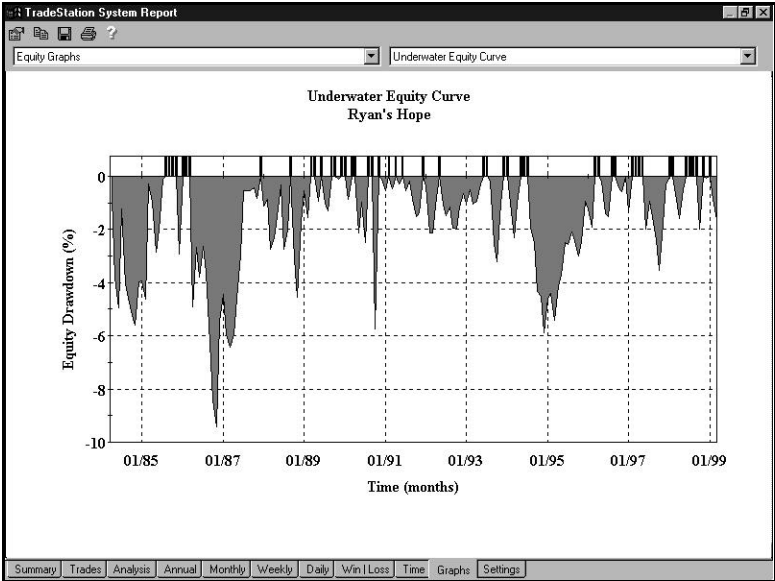 TradeStation System Report
Equity Graphs
Underwater Equity Curve
Underwater Equity Curve
Ryan's Hope
Equity Drawdown (%)
0
-2
-4
-6
-8
-10
01/85 01/87 01/89 01/91 01/93 01/95 01/97 01/99
Time (months)
Summary Trades Analysis Annual Monthly Weekly Daily Win | Loss Time Graphs Settings